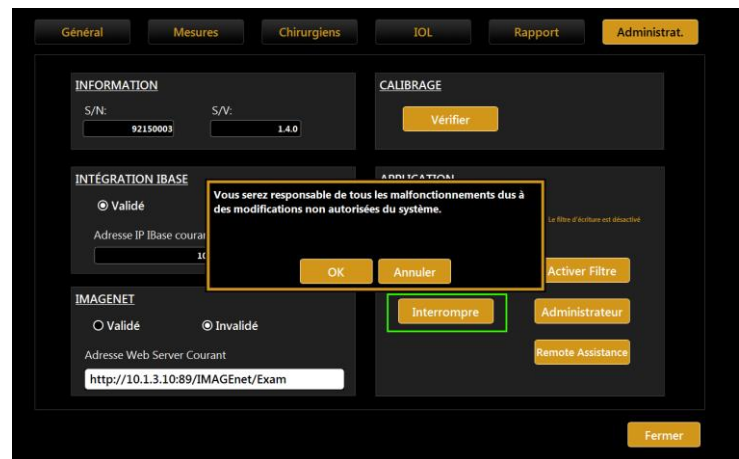 Général Mesures Chirurgiens IOL Rapport Administrat.
INFORMATION
S/N: S/V:
92150003 1.4.0
CALIBRAGE
Vérifier
INTÉGRATION IBASE
Validé
Adresse IP IBase couran
10
APPLICATION
Le filtre d'écriture est désactivé
Vous serez responsable de tous les malfonctionnements dus à
des modifications non autorisées du système.
OK Annuler
Activer Filtre
Interrompre Administrateur
Remote Assistance
IMAGENET
Validé Invalidé
Adresse Web Server Courant
http://10.1.3.10:89/IMAGEnet/Exam
Fermer